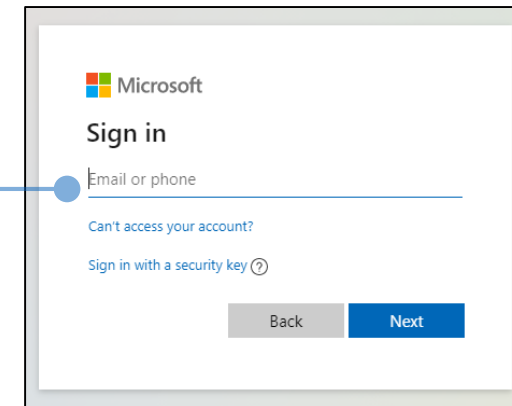 Microsoft
Sign in
Email or phone
Can't access your account?
Sign in with a security key ?
Back Next